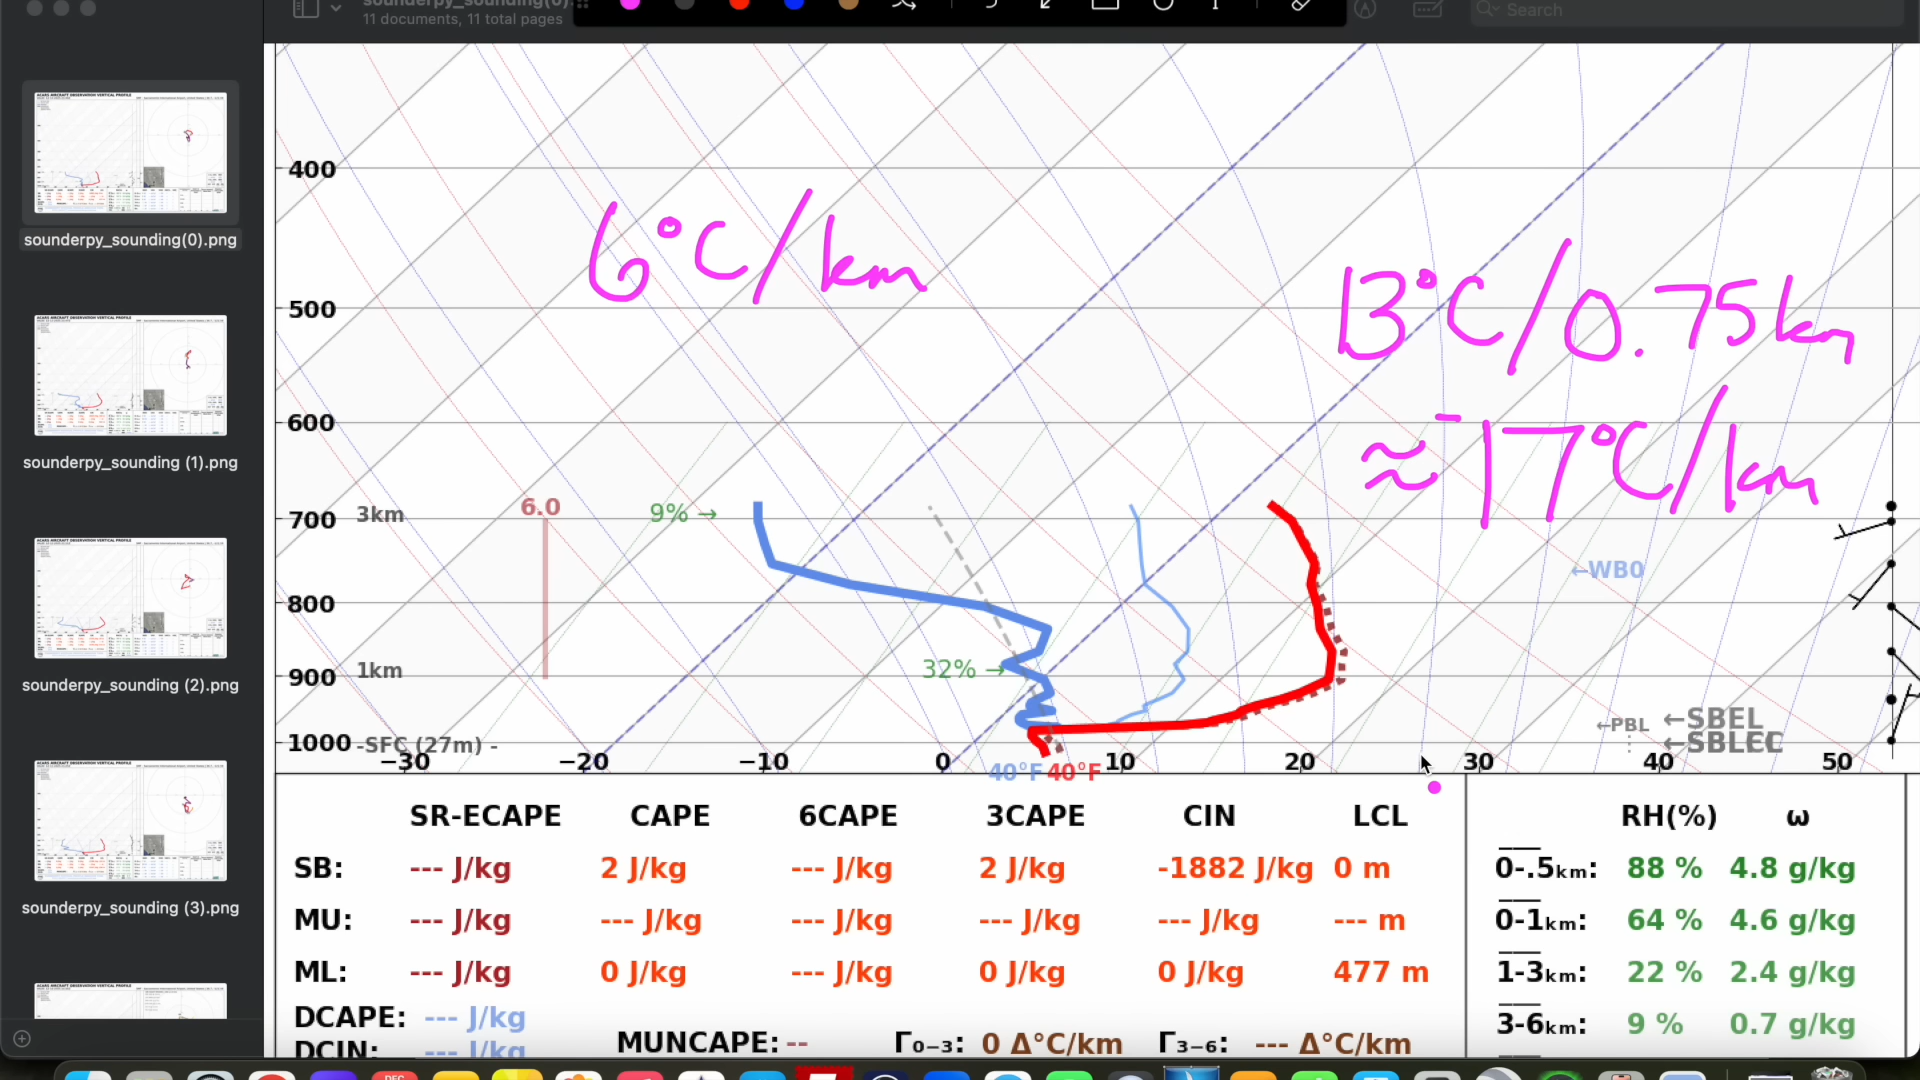 sounderpy_sounding(0).
11 documents, 11 total pages
Search
sounderpy_sounding(0).png
sounderpy_sounding (1).png
sounderpy_sounding (2).png
sounderpy_sounding (3).png
400
500
600
700
800
900
1000
3km
1km
-SFC (27m) -
6.0
9% →
32% →
6°C/km
13°C/0.75km
≈ -17°C/km
←WB0
←PBL
←SBEL
−30
−20
−10
0
10
20
30
40
50
40°F
40°F
SR-ECAPE CAPE 6CAPE 3CAPE CIN LCL
SB: --- J/kg 2 J/kg --- J/kg 2 J/kg -1882 J/kg 0 m
MU: --- J/kg --- J/kg --- J/kg --- J/kg --- J/kg --- m
ML: --- J/kg 0 J/kg --- J/kg 0 J/kg 0 J/kg 477 m
DCAPE: --- J/kg
DCIN: --- J/kg
MUNCAPE: -- Γ₀₋₃: 0 Δ°C/km Γ₃₋₆: --- Δ°C/km
RH(%) ω
0-.5km: 88 % 4.8 g/kg
0-1km: 64 % 4.6 g/kg
1-3km: 22 % 2.4 g/kg
3-6km: 9 % 0.7 g/kg